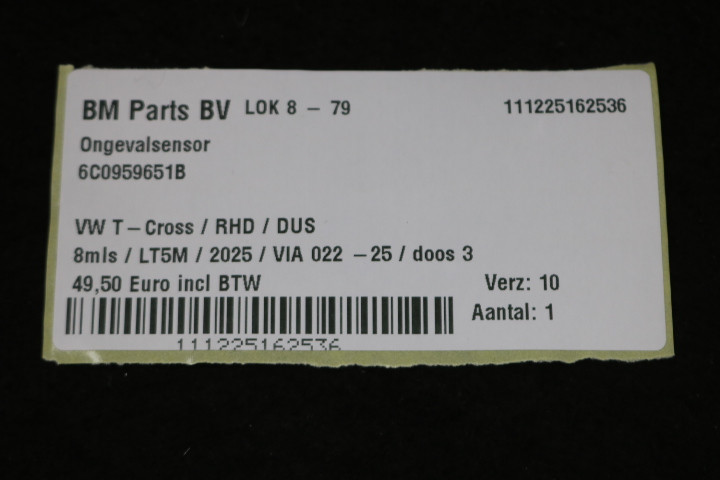 BM Parts BV LOK 8 - 79 111225162536
Ongevalsensor
6C0959651B
VW T-Cross / RHD / DUS
8mls / LT5M / 2025 / VIA 022 -25 / doos 3
49,50 Euro incl BTW Verz: 10
Aantal: 1
111225162536